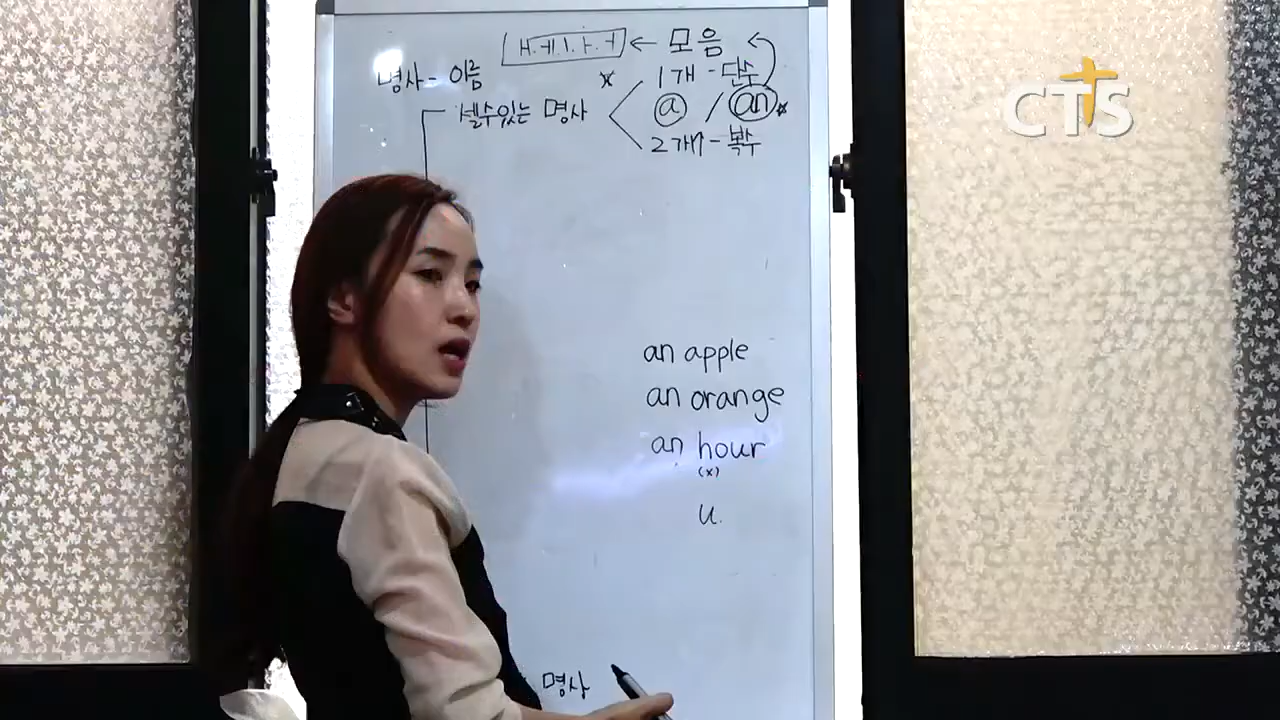 ㅐ.ㅔ.ㅣ.ㅏ.ㅓ ← 모음
명사 - 이름
1개 - 단수
셀수있는 명사
a / an
2개 - 복수
an apple
an orange
an hour
(x)
u.
명사
CTS